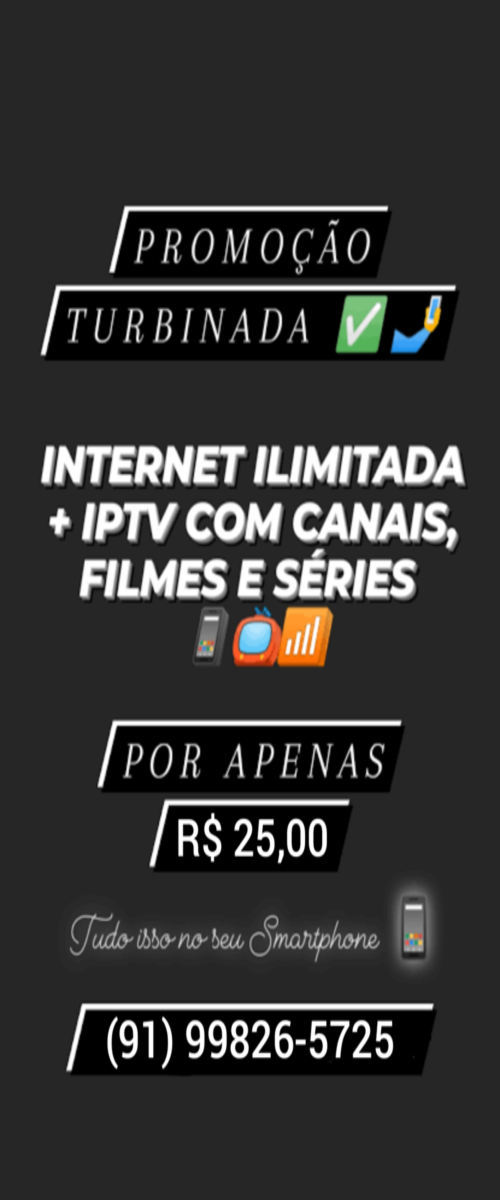 PROMOÇÃO
TURBINADA ✅🤳
INTERNET ILIMITADA
+ IPTV COM CANAIS,
FILMES E SÉRIES
📱📺📶
POR APENAS
R$ 25,00
Tudo isso no seu Smartphone 📱
(91) 99826-5725